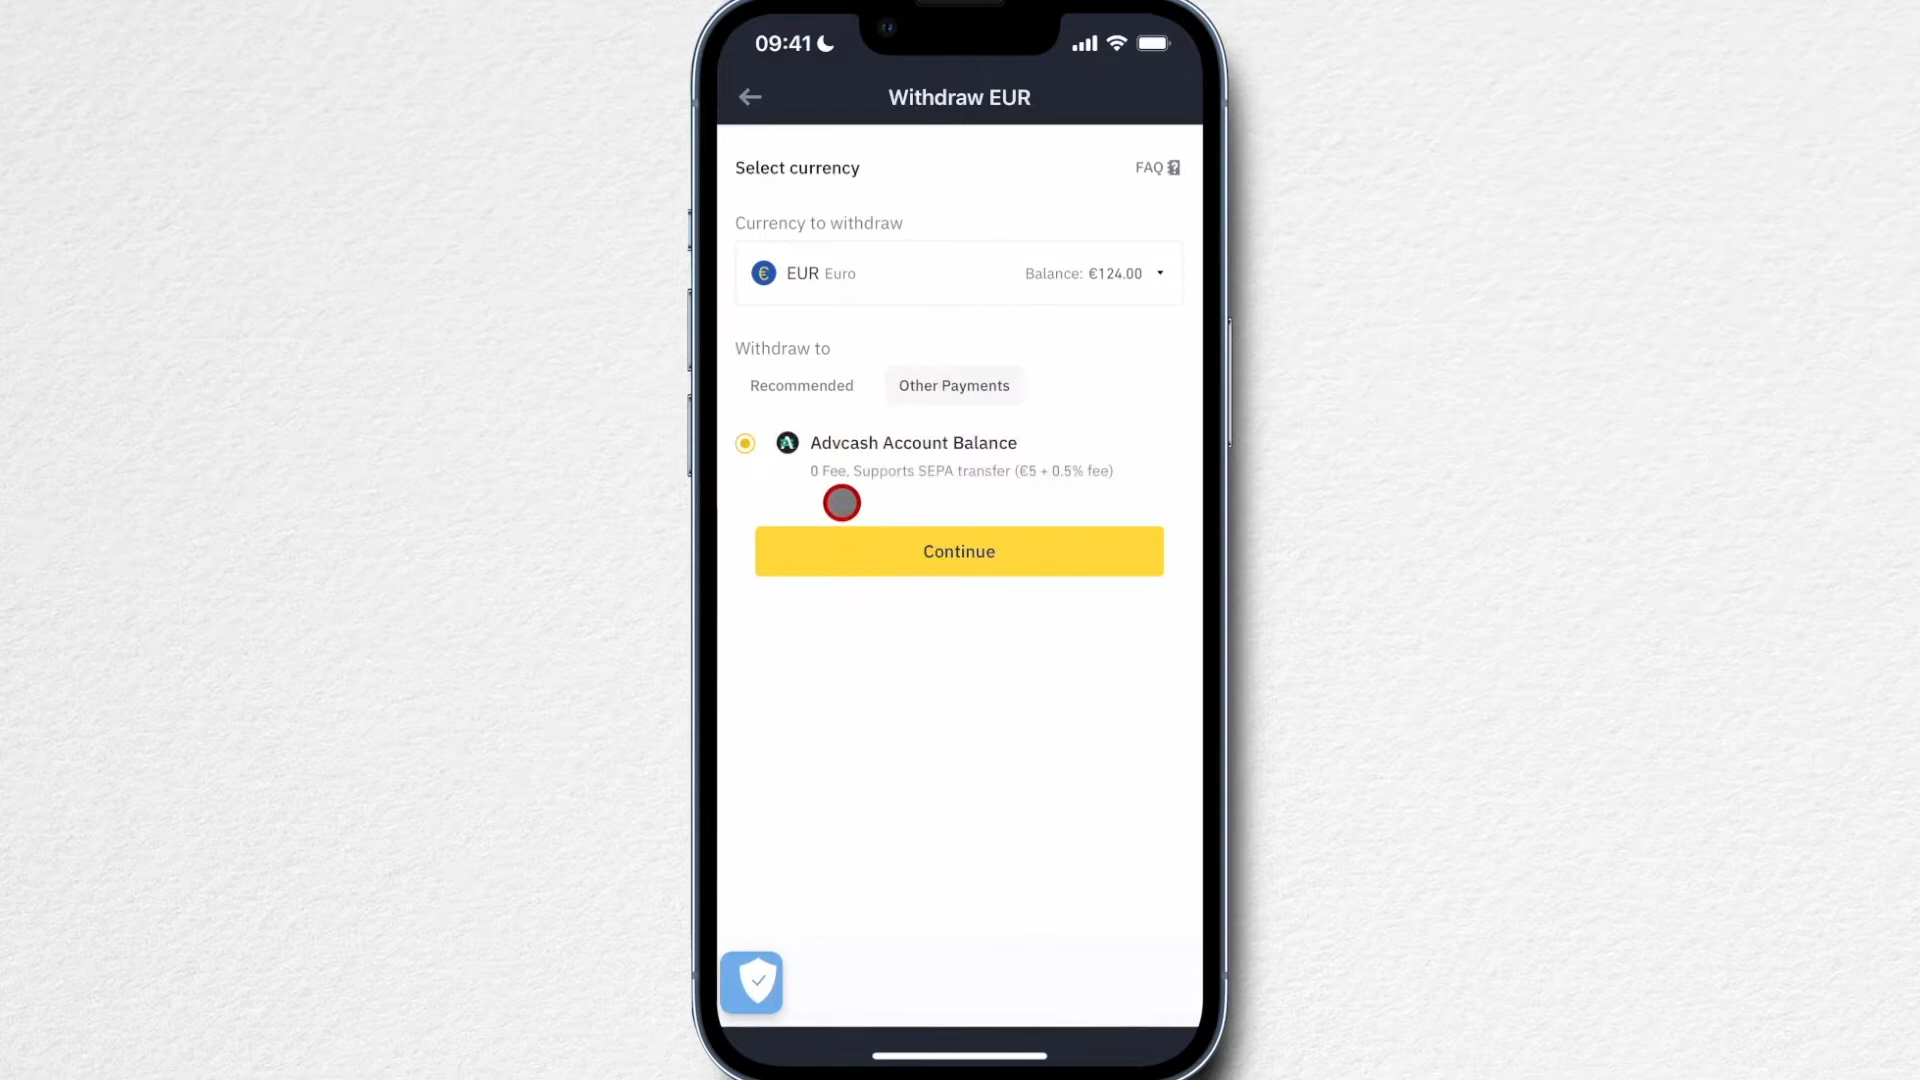 09:41
Withdraw EUR
Select currency
FAQ
Currency to withdraw
€ EUR Euro
Balance: €124.00
Withdraw to
Recommended
Other Payments
Advcash Account Balance
0 Fee, Supports SEPA transfer (€5 + 0.5% fee)
Continue